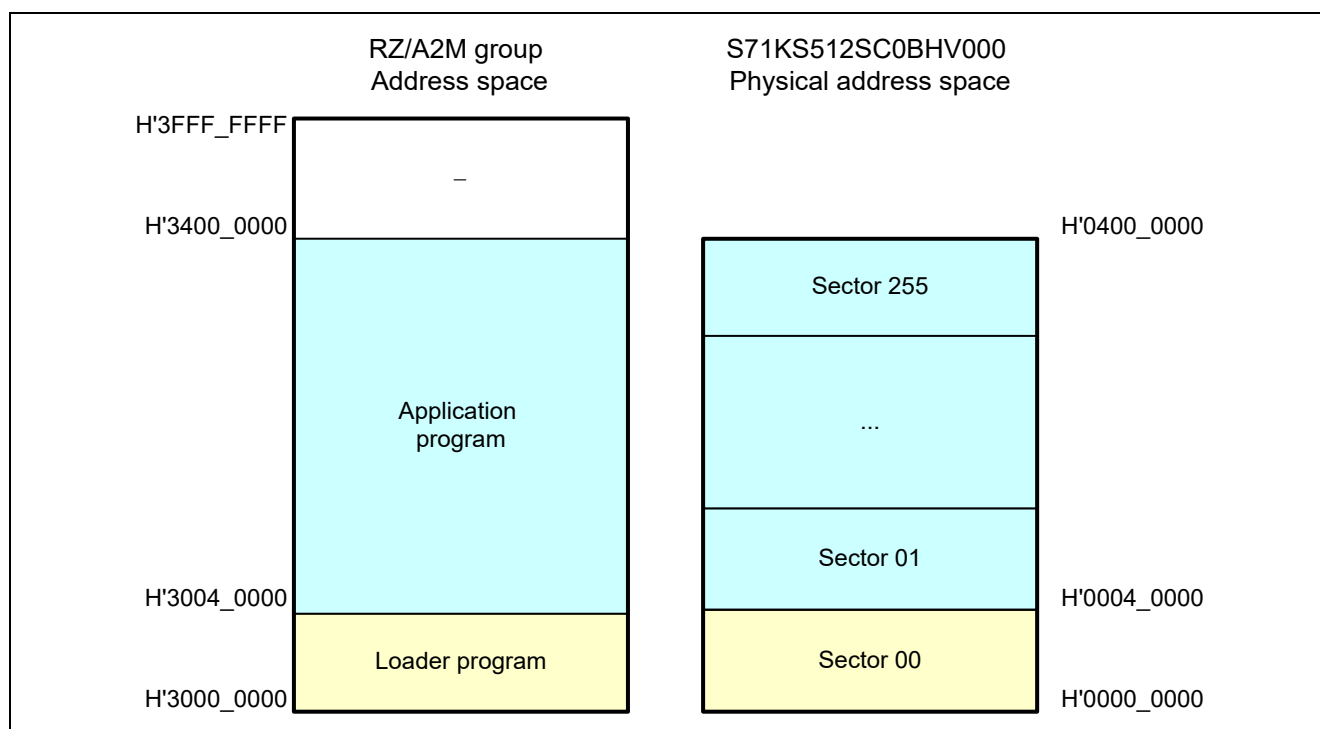 RZ/A2M group
Address space
S71KS512SC0BHV000
Physical address space
H'3FFF_FFFF
–
H'3400_0000
H'0400_0000
Sector 255
Application
program
...
Sector 01
H'3004_0000
H'0004_0000
Loader program
Sector 00
H'3000_0000
H'0000_0000